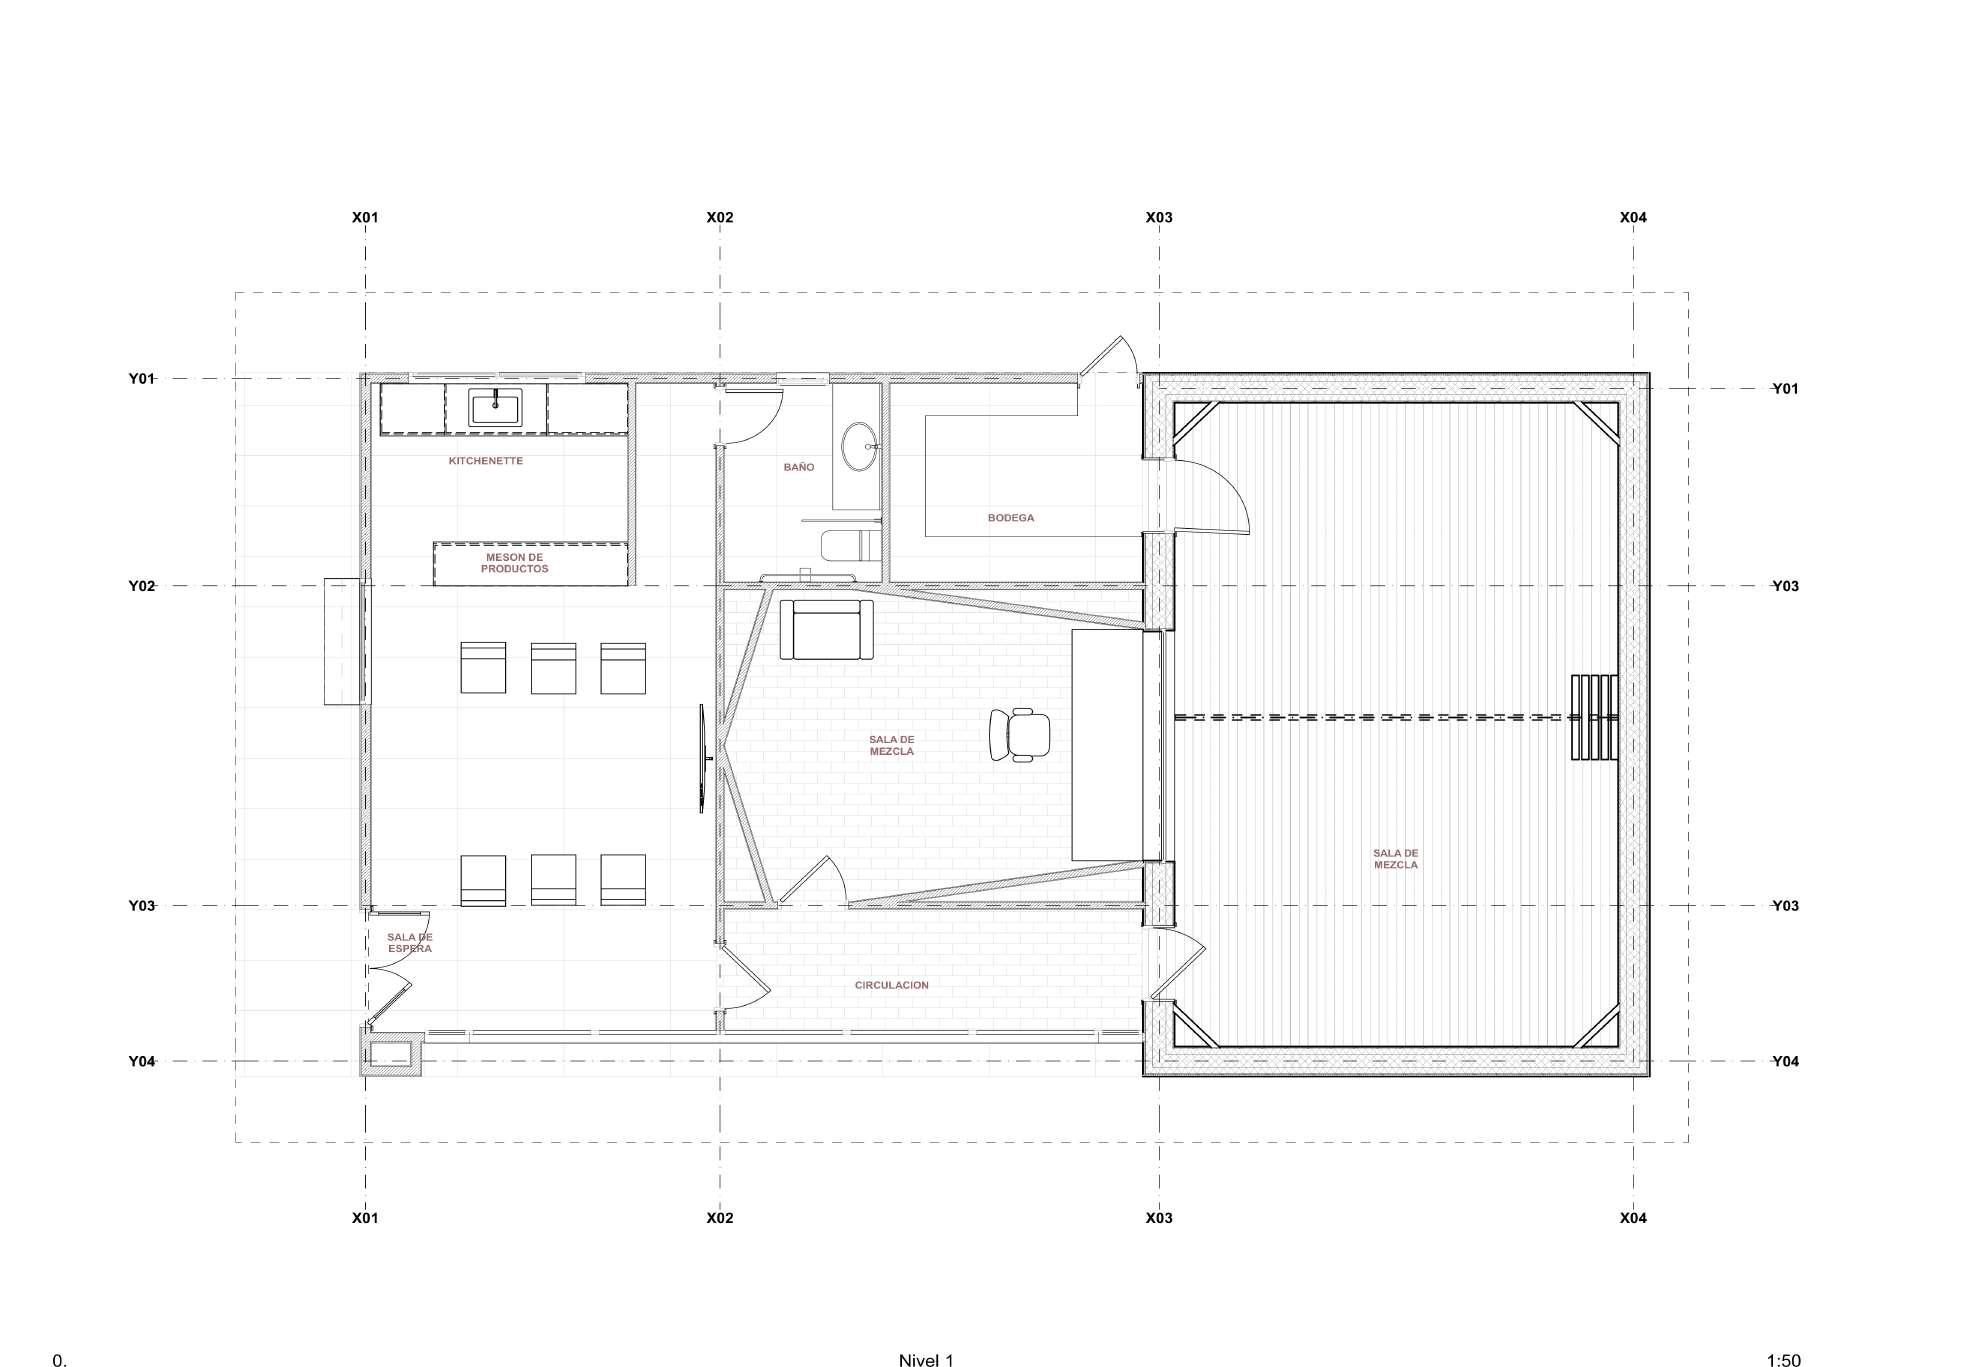 X01
X02
X03
X04
Y01
Y01
KITCHENETTE
BAÑO
BODEGA
MESON DE
PRODUCTOS
Y02
Y03
SALA DE
MEZCLA
SALA DE
MEZCLA
Y03
Y03
SALA DE
ESPERA
CIRCULACION
Y04
Y04
X01
X02
X03
X04
0.
Nivel 1
1:50